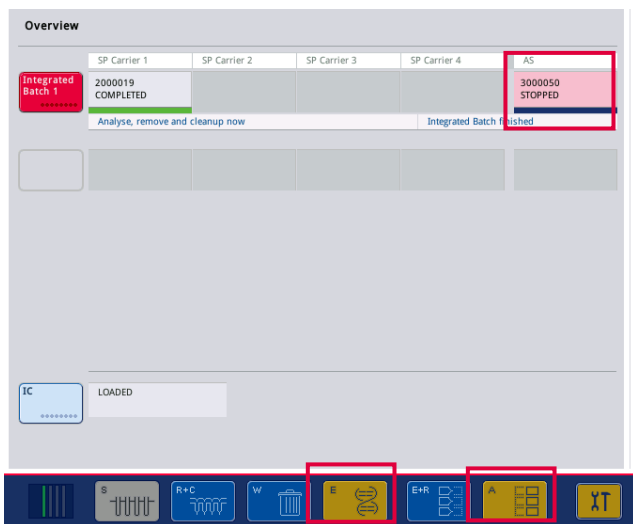 Overview
SP Carrier 1
SP Carrier 2
SP Carrier 3
SP Carrier 4
AS
Integrated
Batch 1
2000019
COMPLETED
3000050
STOPPED
Analyse, remove and cleanup now
Integrated Batch finished
IC
LOADED
S
R+C
W
E
E+R
A